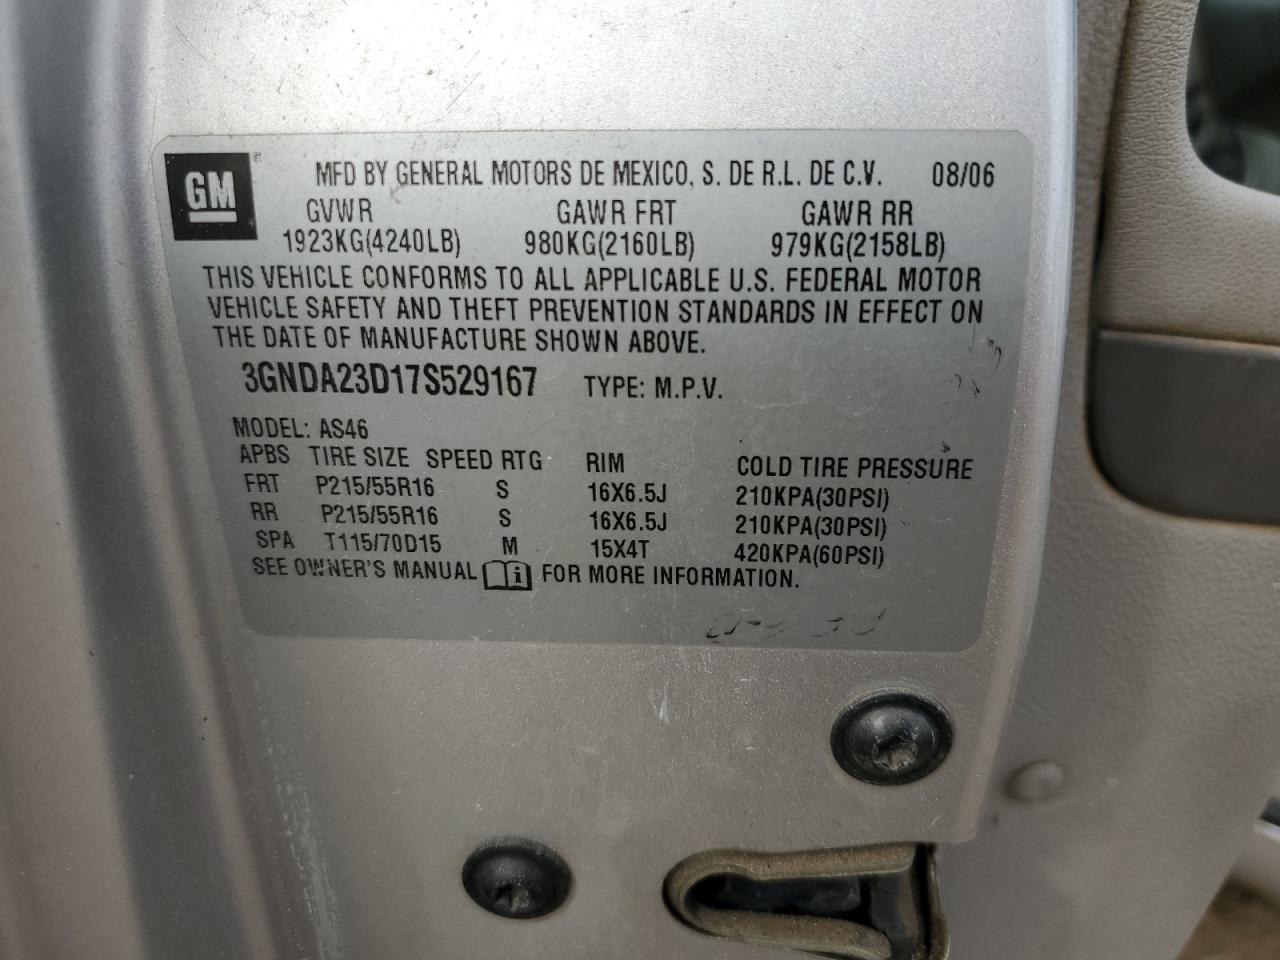 GM
MFD BY GENERAL MOTORS DE MEXICO, S. DE R.L. DE C.V. 08/06
GVWR GAWR FRT GAWR RR
1923KG(4240LB) 980KG(2160LB) 979KG(2158LB)
THIS VEHICLE CONFORMS TO ALL APPLICABLE U.S. FEDERAL MOTOR
VEHICLE SAFETY AND THEFT PREVENTION STANDARDS IN EFFECT ON
THE DATE OF MANUFACTURE SHOWN ABOVE.
3GNDA23D17S529167 TYPE: M.P.V.
MODEL: AS46
APBS TIRE SIZE SPEED RTG RIM COLD TIRE PRESSURE
FRT P215/55R16 S 16X6.5J 210KPA(30PSI)
RR P215/55R16 S 16X6.5J 210KPA(30PSI)
SPA T115/70D15 M 15X4T 420KPA(60PSI)
SEE OWNER'S MANUAL i FOR MORE INFORMATION.